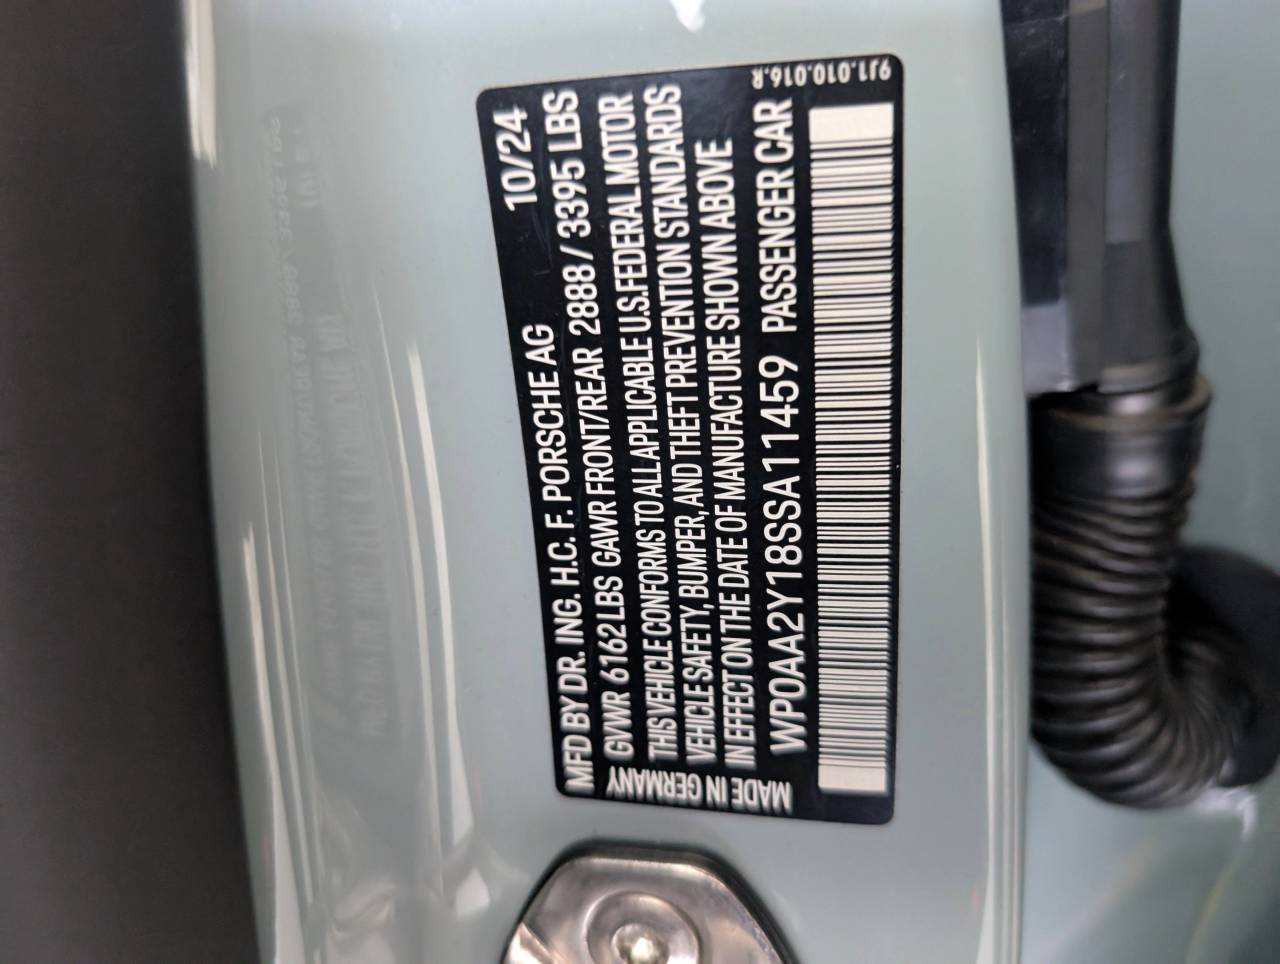 MFD BY DR. ING. H.C. F. PORSCHE AG 10/24
GVWR 6162 LBS GAWR FRONT/REAR 2888 / 3395 LBS
THIS VEHICLE CONFORMS TO ALL APPLICABLE U.S.FEDERAL MOTOR
VEHICLE SAFETY, BUMPER, AND THEFT PREVENTION STANDARDS
IN EFFECT ON THE DATE OF MANUFACTURE SHOWN ABOVE
WP0AA2Y18SSA11459 PASSENGER CAR
MADE IN GERMANY
9J1.010.016.R